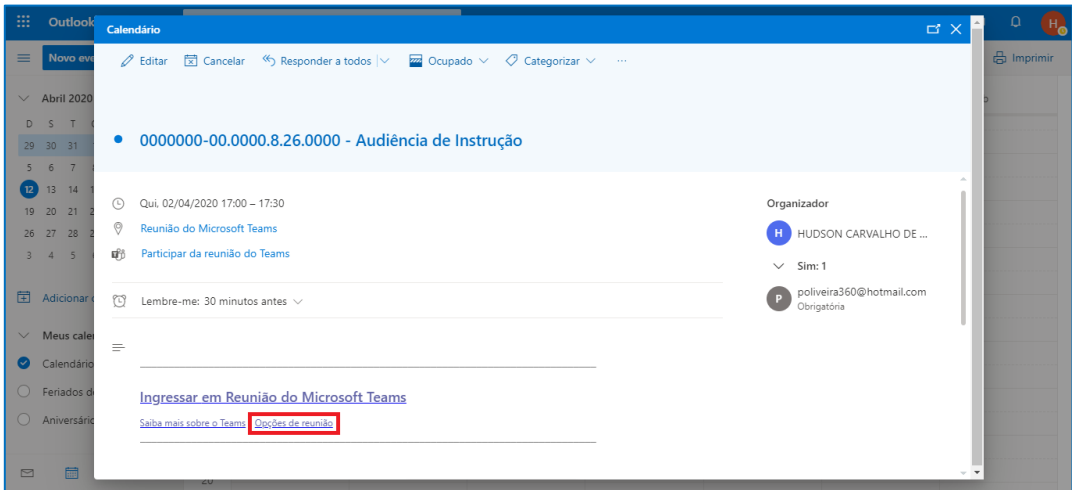 Outlook
Calendário
H
Novo eve
Editar Cancelar Responder a todos Ocupado Categorizar ...
Imprimir
Abril 2020
D S T
29 30 31
5 6 7
12 13 14
19 20 21
26 27 28
3 4 5
0000000-00.0000.8.26.0000 - Audiência de Instrução
Qui, 02/04/2020 17:00 – 17:30
Reunião do Microsoft Teams
Participar da reunião do Teams
Lembre-me: 30 minutos antes
Organizador
H HUDSON CARVALHO DE ...
Sim: 1
P poliveira360@hotmail.com
Obrigatória
Adicionar
Meus cale
Calendário
Feriados d
Aniversário
Ingressar em Reunião do Microsoft Teams
Saiba mais sobre o Teams | Opções de reunião
20